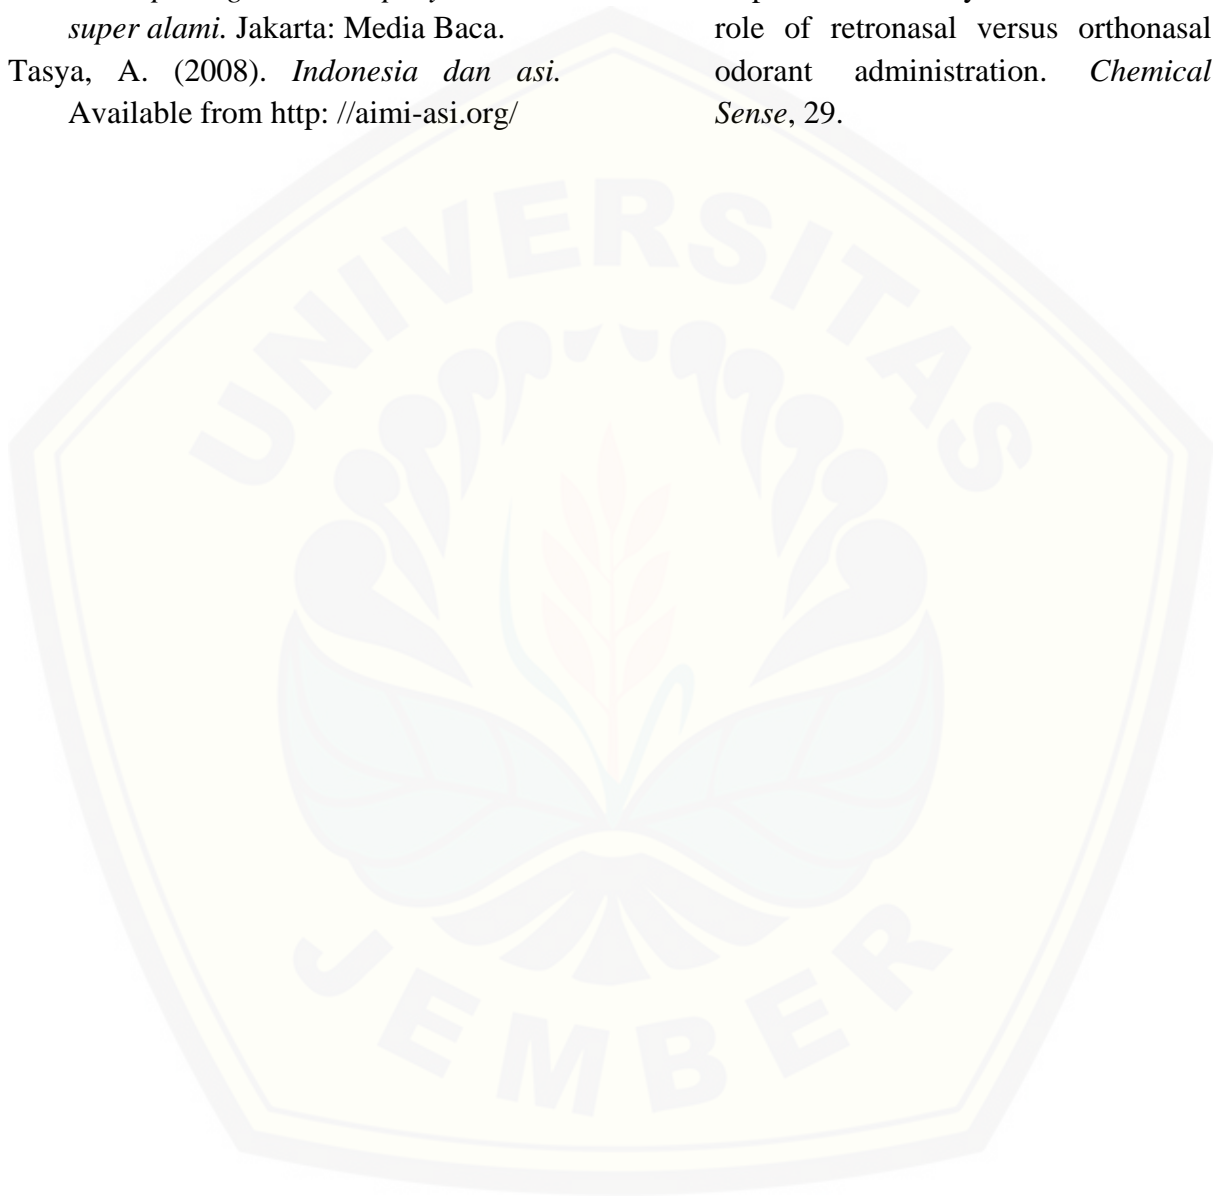 super alami. Jakarta: Media Baca.
Tasya, A. (2008). Indonesia dan asi.
Available from http: //aimi-asi.org/
role of retronasal versus orthonasal
odorant administration. Chemical
Sense, 29.
UNIVERSITAS
JEMBER